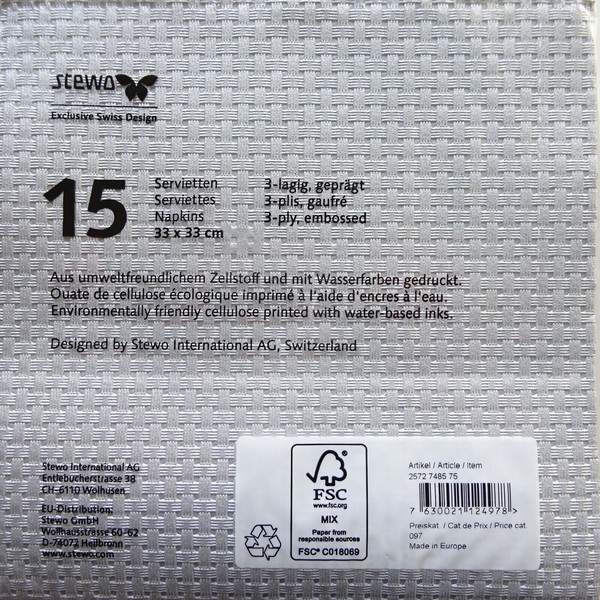 stewo
Exclusive Swiss Design
15
Servietten 3-lagig, geprägt
Serviettes 3-plis, gaufré
Napkins 3-ply, embossed
33 x 33 cm
Aus umweltfreundlichem Zellstoff und mit Wasserfarben gedruckt.
Ouate de cellulose écologique imprimé à l'aide d'encres à l'eau.
Environmentally friendly cellulose printed with water-based inks.
Designed by Stewo International AG, Switzerland
Stewo International AG
Entlebucherstrasse 38
CH-6110 Wolhusen
EU-Distribution:
Stewo GmbH
Wollhausstrasse 60-62
D-74072 Heilbronn
www.stewo.com
FSC
www.fsc.org
MIX
Paper from
responsible sources
FSC® C018069
Artikel / Article / Item
2572 7485 75
7 630021 124978 >
Preiskat. / Cat de Prix / Price cat.
097
Made in Europe